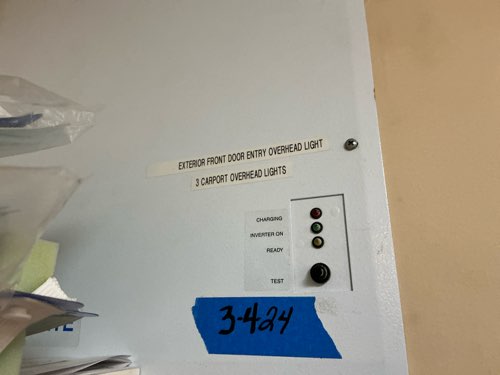 EXTERIOR FRONT DOOR ENTRY OVERHEAD LIGHT
3 CARPORT OVERHEAD LIGHTS
CHARGING
INVERTER ON
READY
TEST
3-424